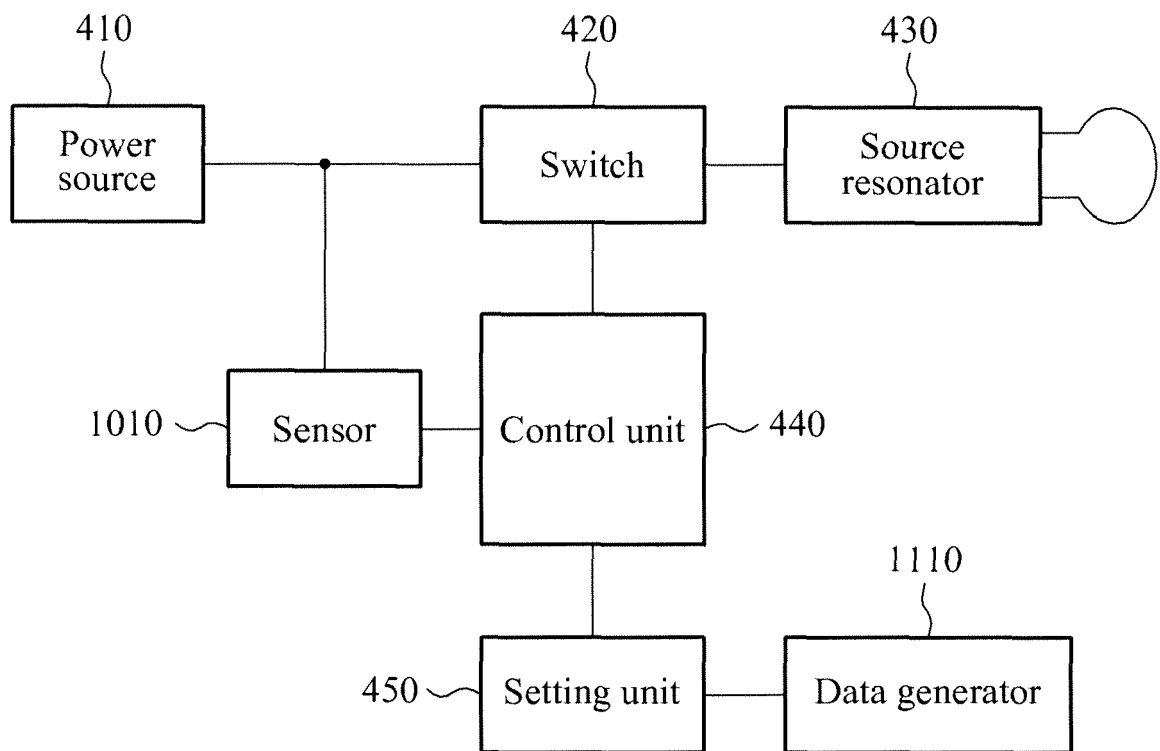 410
420
430
Power
source
Switch
Source
resonator
1010
Sensor
Control unit
440
1110
450
Setting unit
Data generator